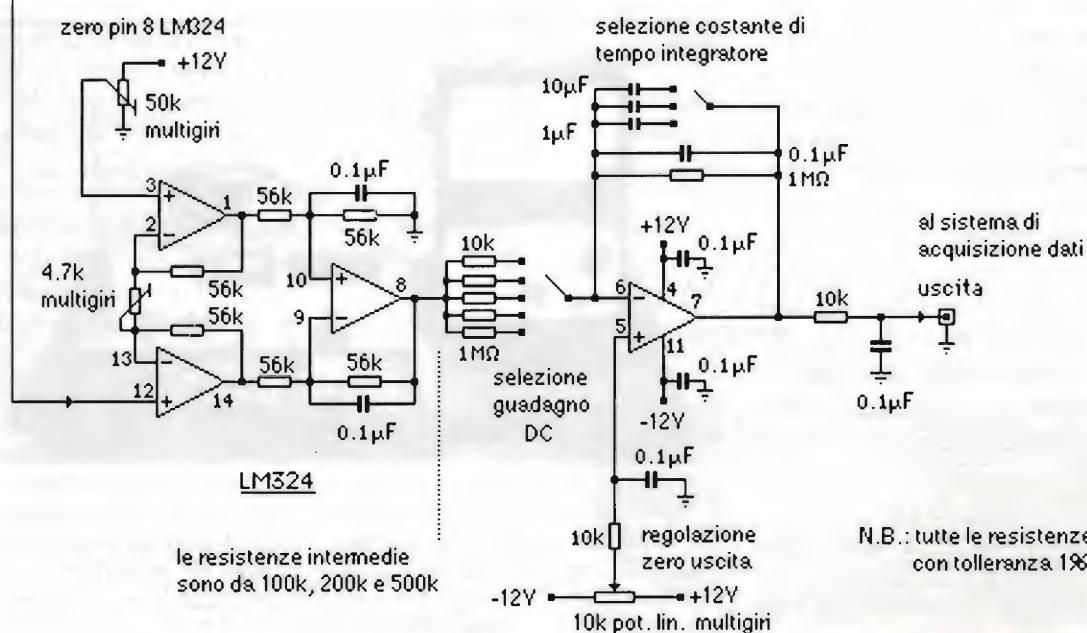 zero pin 8 LM324
+12V
50k
multigiri
3
+
1
2
-
56k
0.1µF
56k
4.7k
multigiri
56k
56k
10
+
8
9
-
13
-
12
+
14
56k
56k
0.1µF
LM324
10k
1MΩ
selezione
guadagno
DC
selezione costante di
tempo integratore
10µF
1µF
0.1µF
1MΩ
+12V
0.1µF
6
-
4
7
5
+
11
0.1µF
-12V
0.1µF
10k
regolazione
zero uscita
-12V
+12V
10k pot. lin. multigiri
10k
0.1µF
al sistema di
acquisizione dati
uscita
le resistenze intermedie
sono da 100k, 200k e 500k
N.B.: tutte le resistenze
con tolleranza 1%